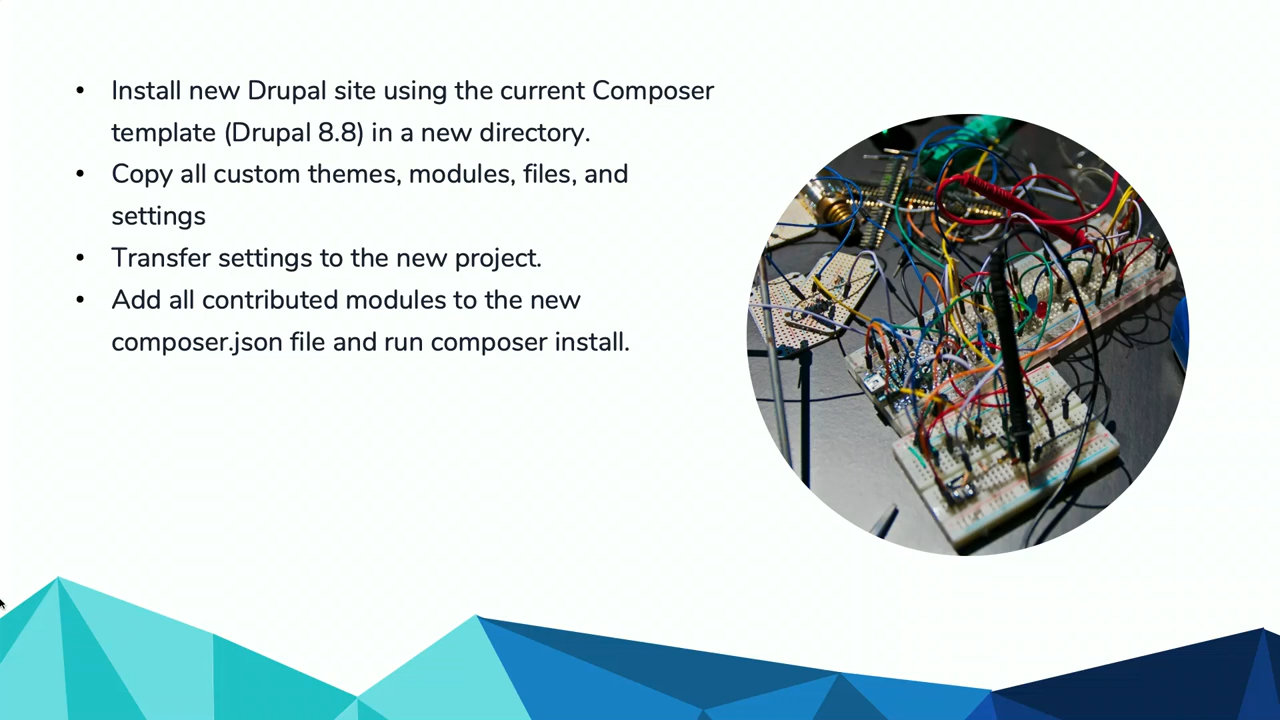 • Install new Drupal site using the current Composer
template (Drupal 8.8) in a new directory.
• Copy all custom themes, modules, files, and
settings
• Transfer settings to the new project.
• Add all contributed modules to the new
composer.json file and run composer install.